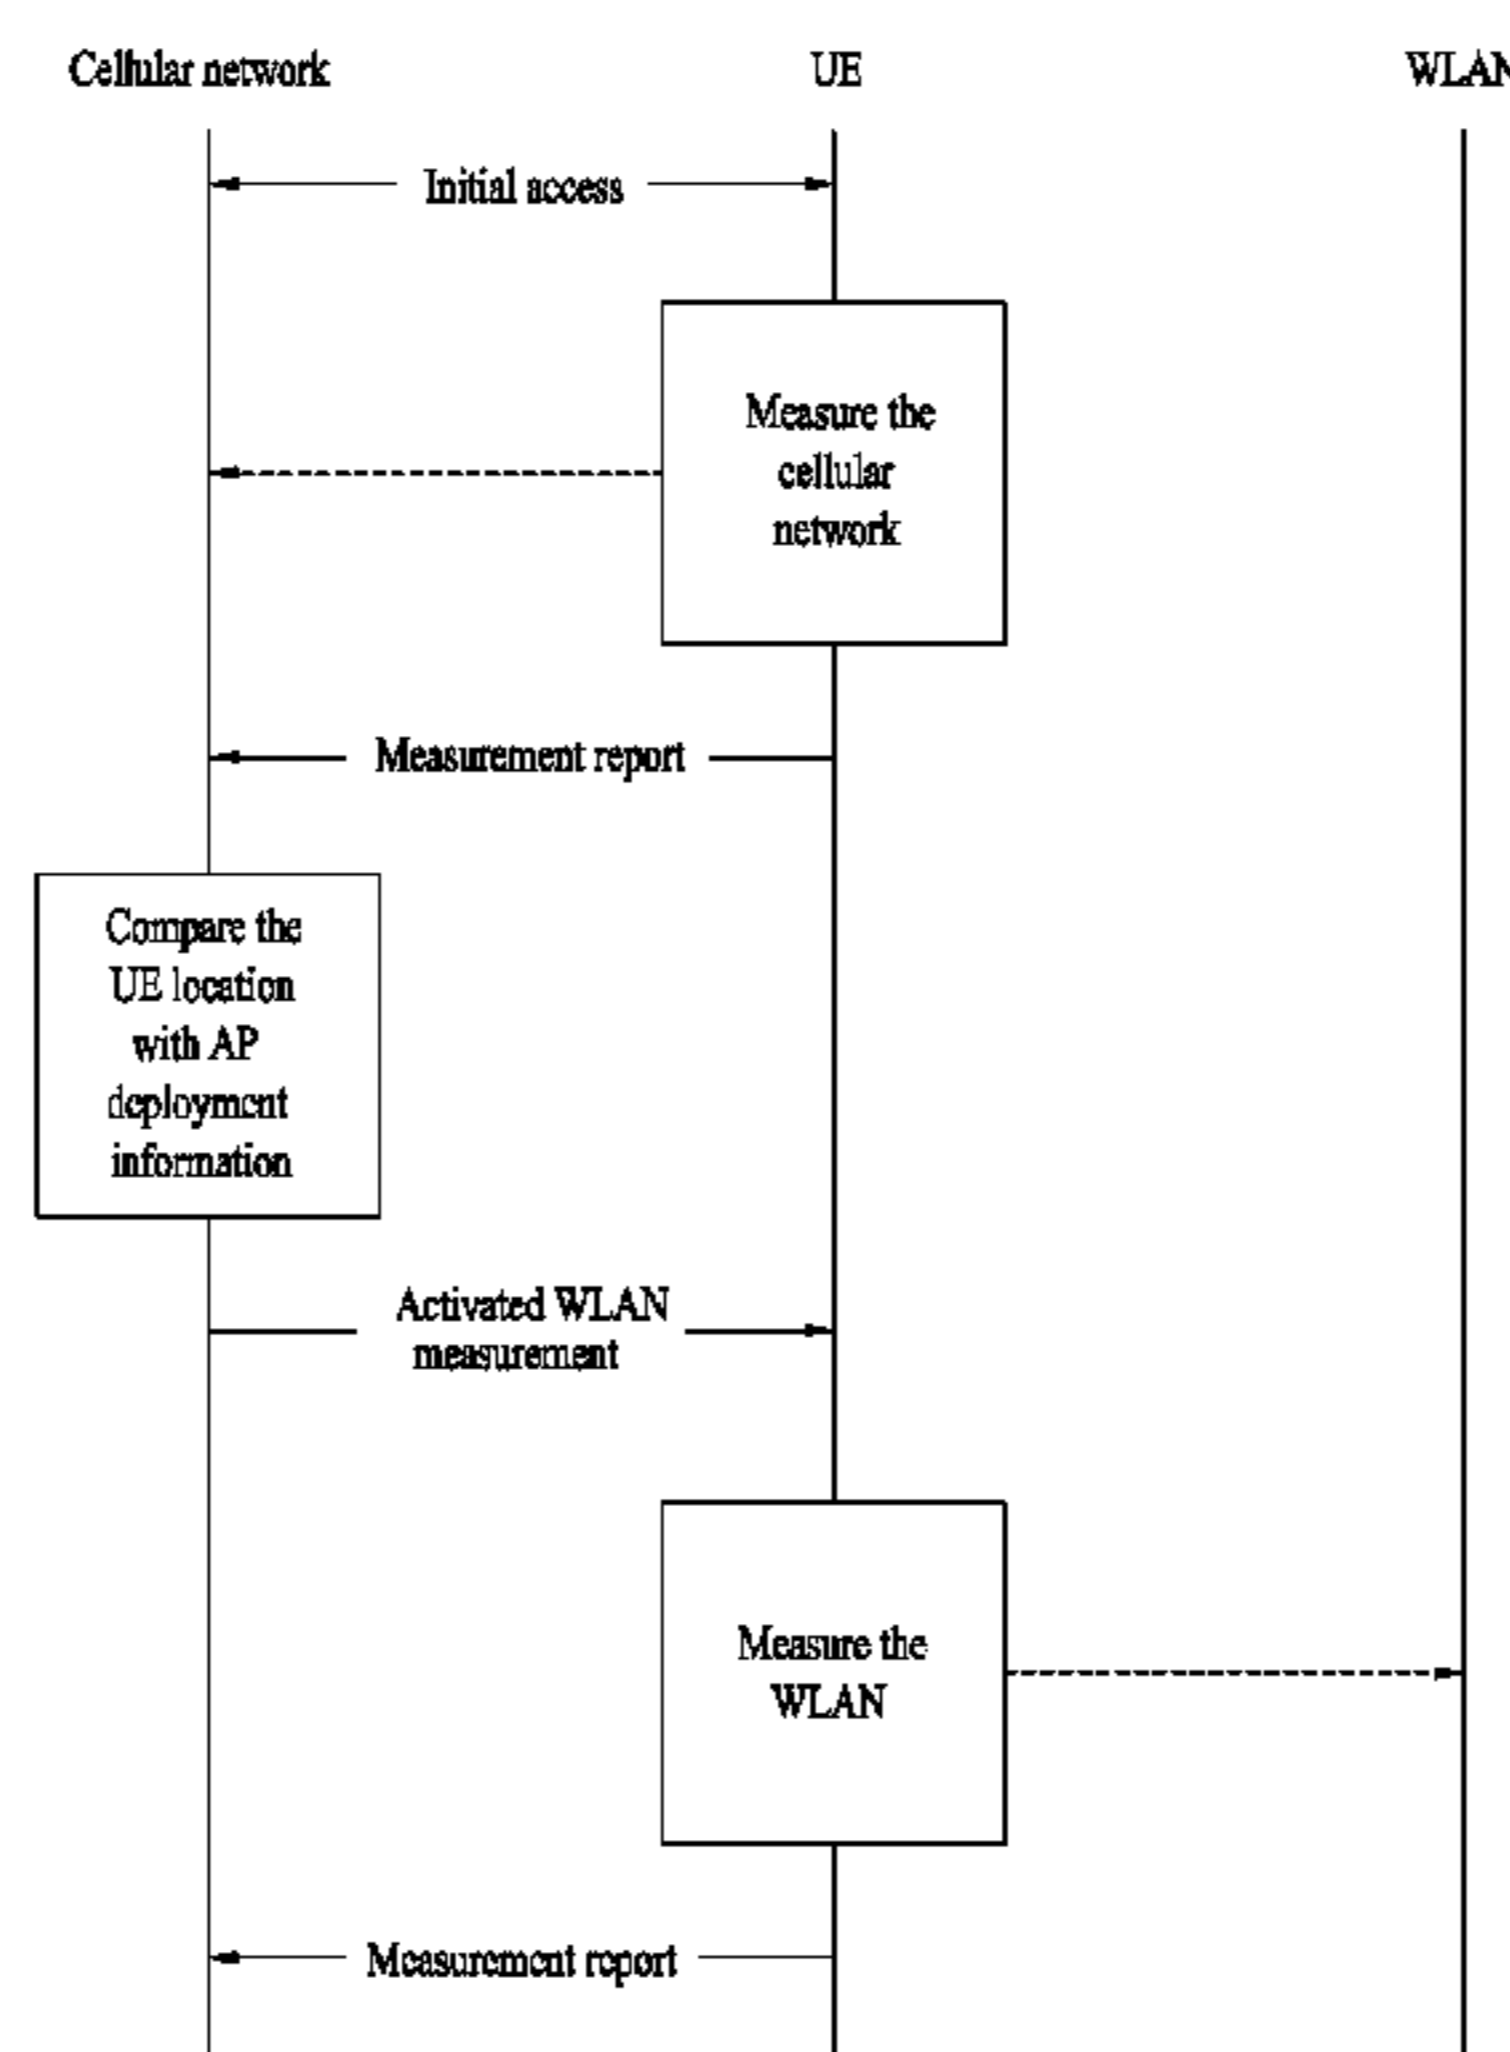 Cellular network
UE
WLAN
Initial access
Measure the
cellular
network
Measurement report
Compare the
UE location
with AP
deployment
information
Activated WLAN
measurement
Measure the
WLAN
Measurement report